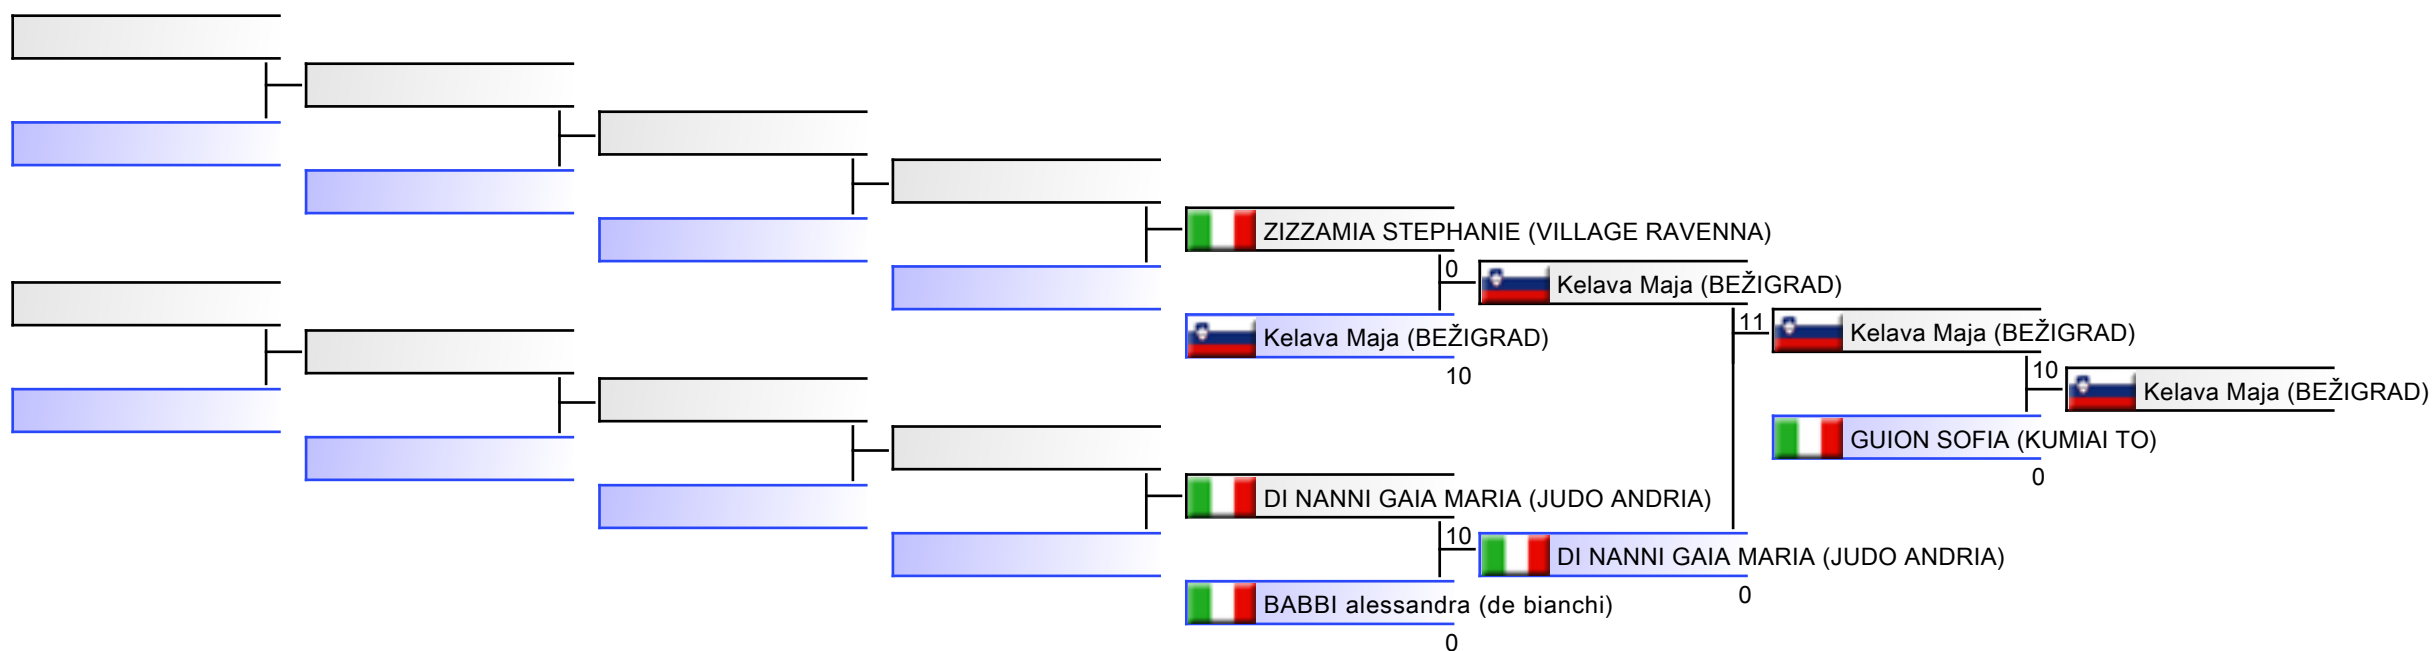 ZIZZAMIA STEPHANIE (VILLAGE RAVENNA)
0
Kelava Maja (BEŽIGRAD)
Kelava Maja (BEŽIGRAD)
10
11
Kelava Maja (BEŽIGRAD)
10
Kelava Maja (BEŽIGRAD)
GUION SOFIA (KUMIAI TO)
0
DI NANNI GAIA MARIA (JUDO ANDRIA)
10
DI NANNI GAIA MARIA (JUDO ANDRIA)
0
BABBI alessandra (de bianchi)
0